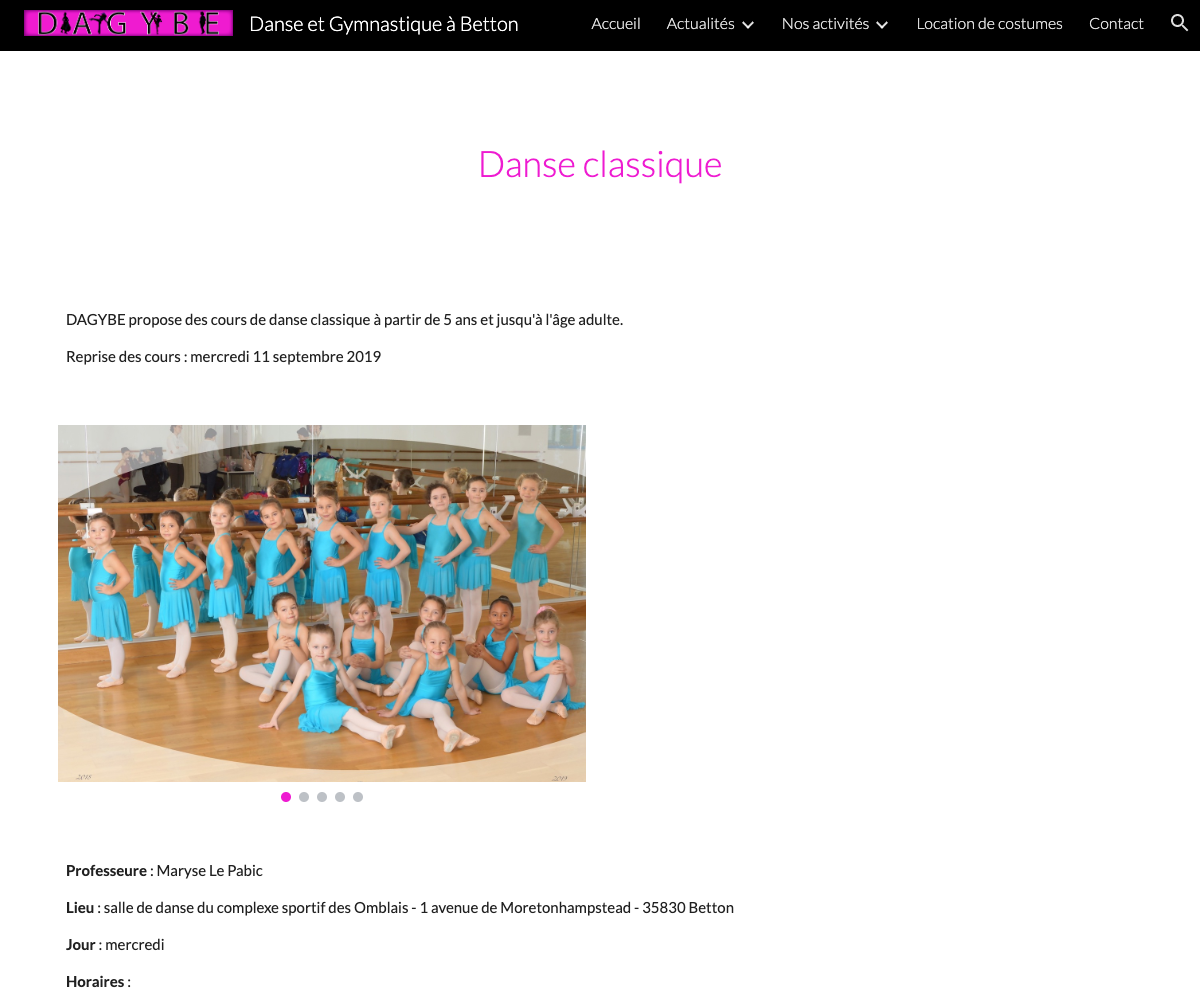 DAGYBE
Danse et Gymnastique à Betton
Accueil
Actualités
Nos activités
Location de costumes
Contact
Danse classique
DAGYBE propose des cours de danse classique à partir de 5 ans et jusqu'à l'âge adulte.
Reprise des cours : mercredi 11 septembre 2019
2018
2019
Professeure : Maryse Le Pabic
Lieu : salle de danse du complexe sportif des Omblais - 1 avenue de Moretonhampstead - 35830 Betton
Jour : mercredi
Horaires :